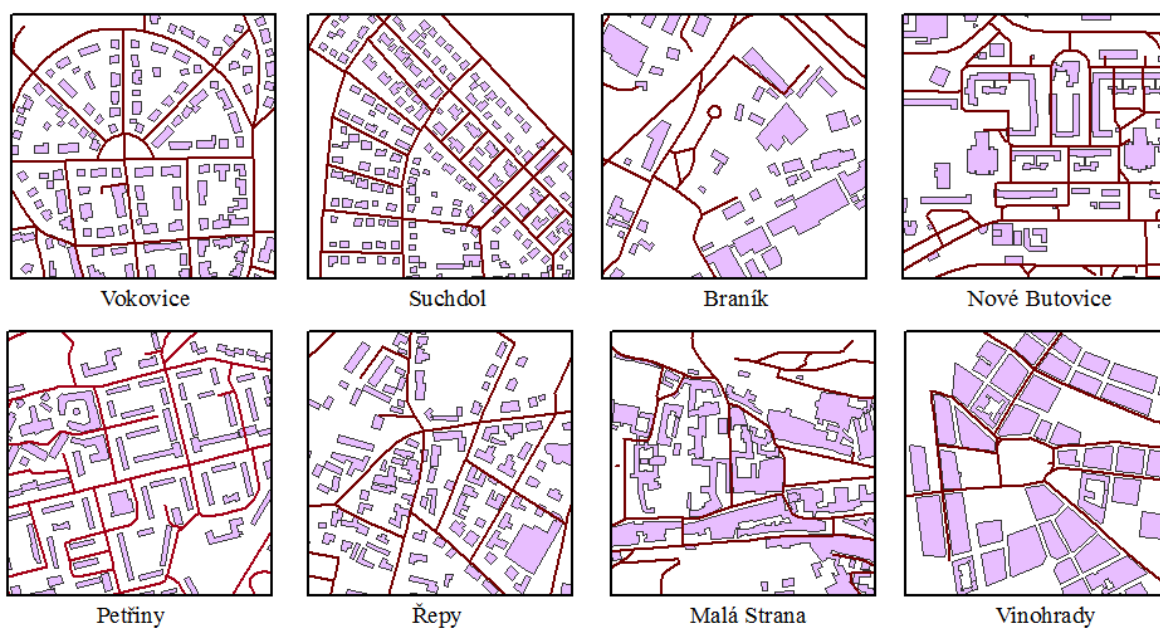 Vokovice
Suchdol
Braník
Nové Butovice
Petřiny
Řepy
Malá Strana
Vinohrady